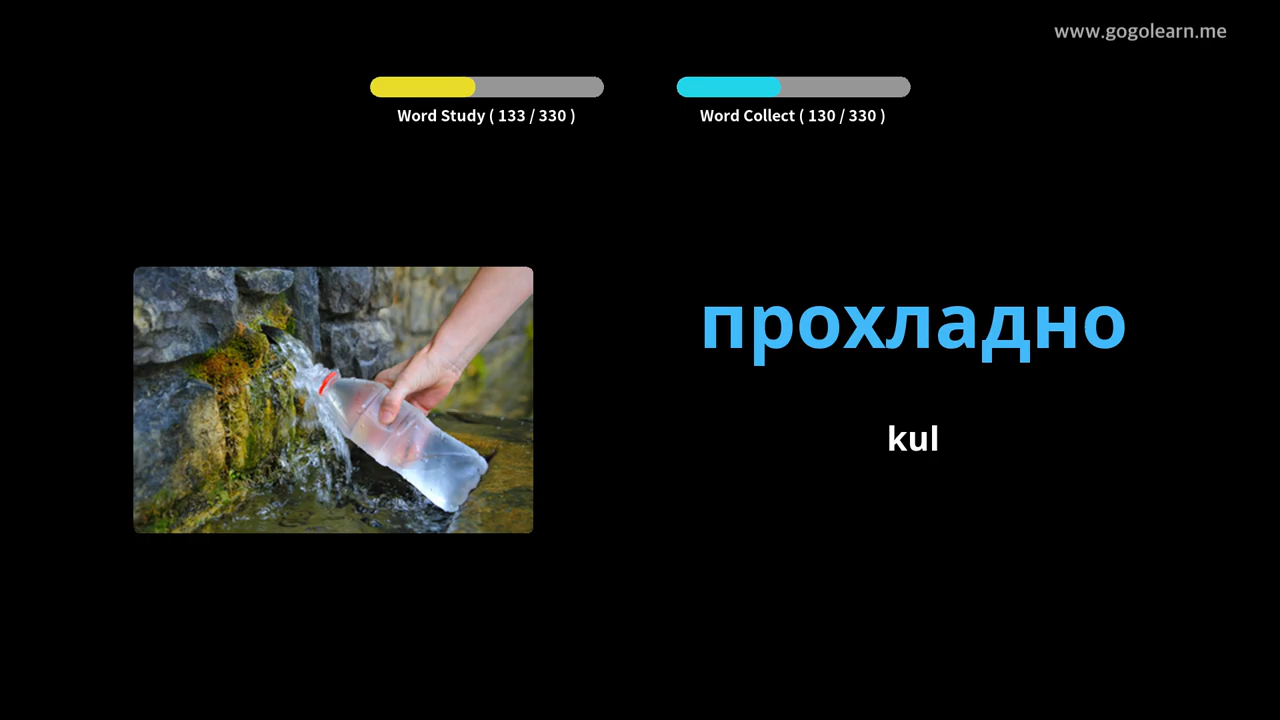 www.gogolearn.me
Word Study ( 133 / 330 )
Word Collect ( 130 / 330 )
прохладно
kul